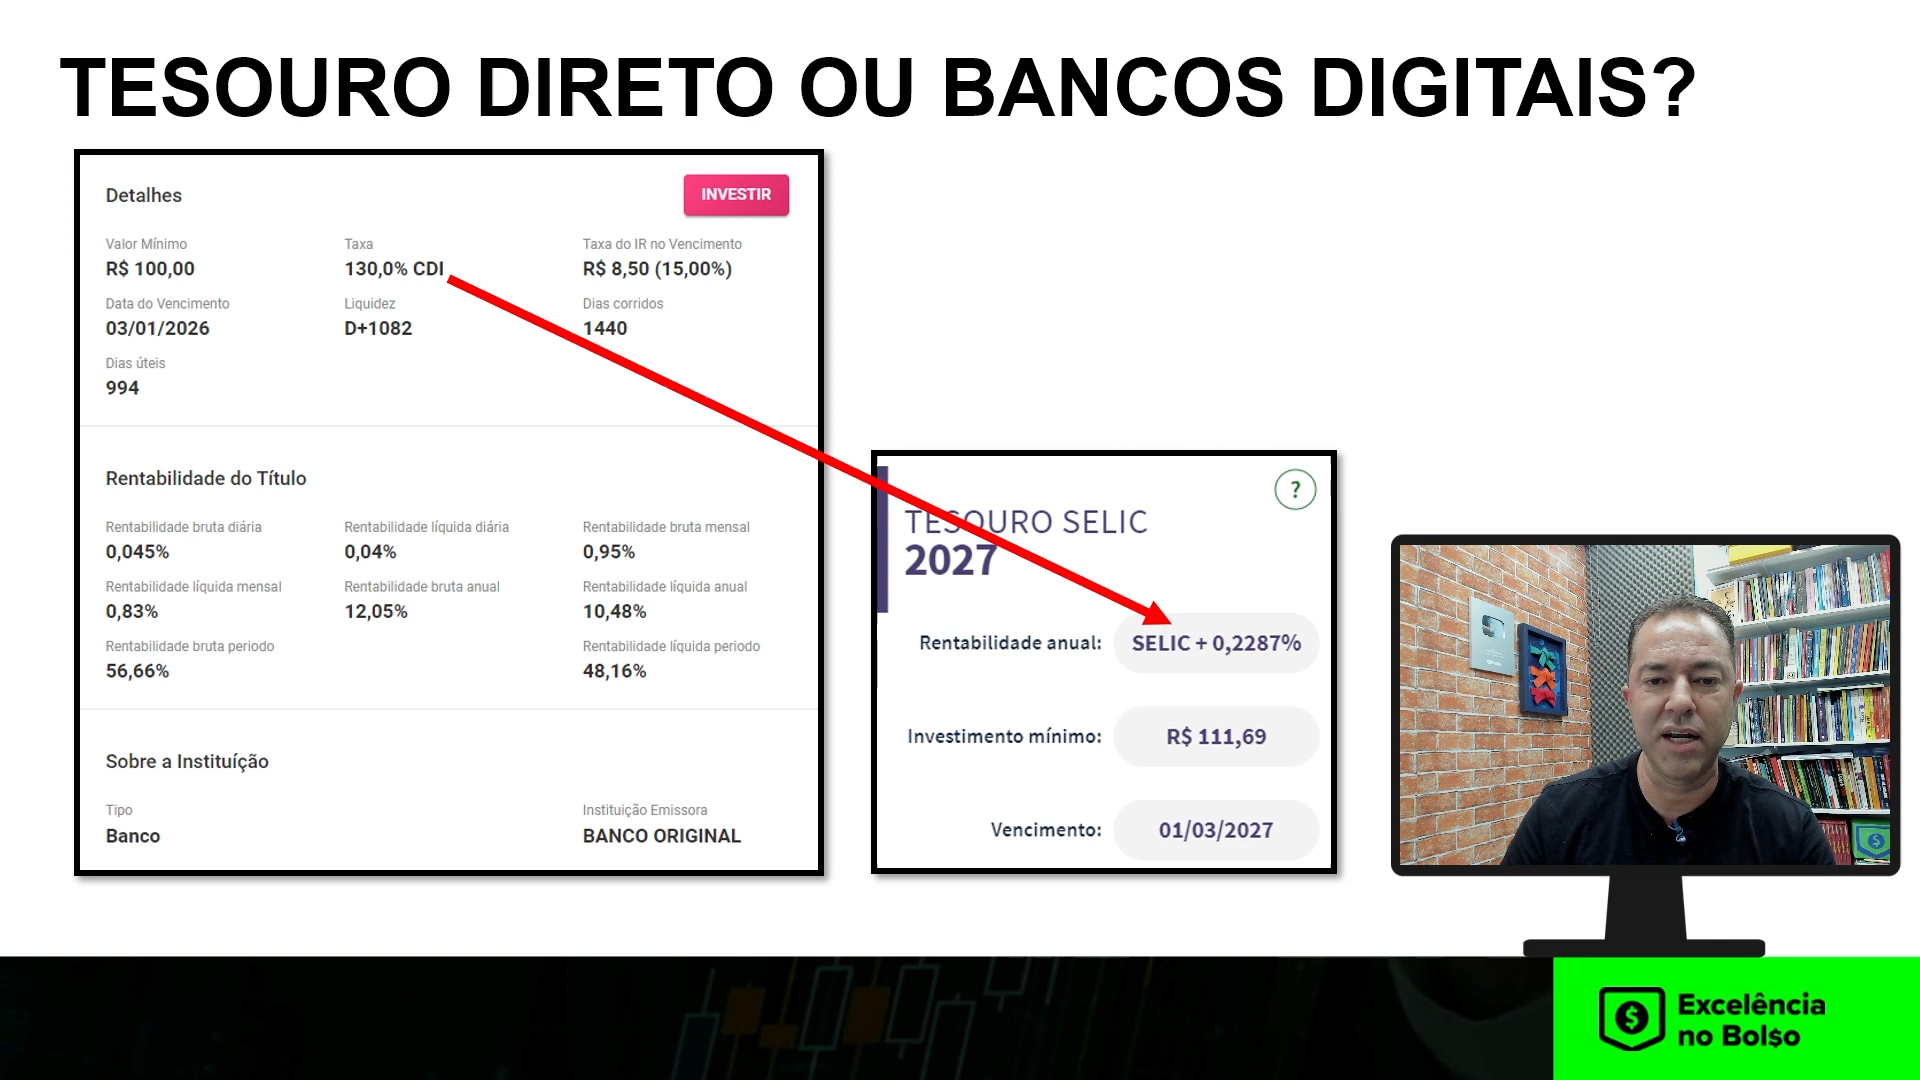 TESOURO DIRETO OU BANCOS DIGITAIS?
Detalhes
INVESTIR
Valor Mínimo
R$ 100,00
Taxa
130,0% CDI
Taxa do IR no Vencimento
R$ 8,50 (15,00%)
Data do Vencimento
03/01/2026
Liquidez
D+1082
Dias corridos
1440
Dias úteis
994
Rentabilidade do Título
Rentabilidade bruta diária
0,045%
Rentabilidade líquida diária
0,04%
Rentabilidade bruta mensal
0,95%
Rentabilidade líquida mensal
0,83%
Rentabilidade bruta anual
12,05%
Rentabilidade líquida anual
10,48%
Rentabilidade bruta periodo
56,66%
Rentabilidade líquida periodo
48,16%
Sobre a Instituíção
Tipo
Banco
Instituição Emissora
BANCO ORIGINAL
?
TESOURO SELIC
2027
Rentabilidade anual:
SELIC + 0,2287%
Investimento mínimo:
R$ 111,69
Vencimento:
01/03/2027
Excelência
no Bol$o